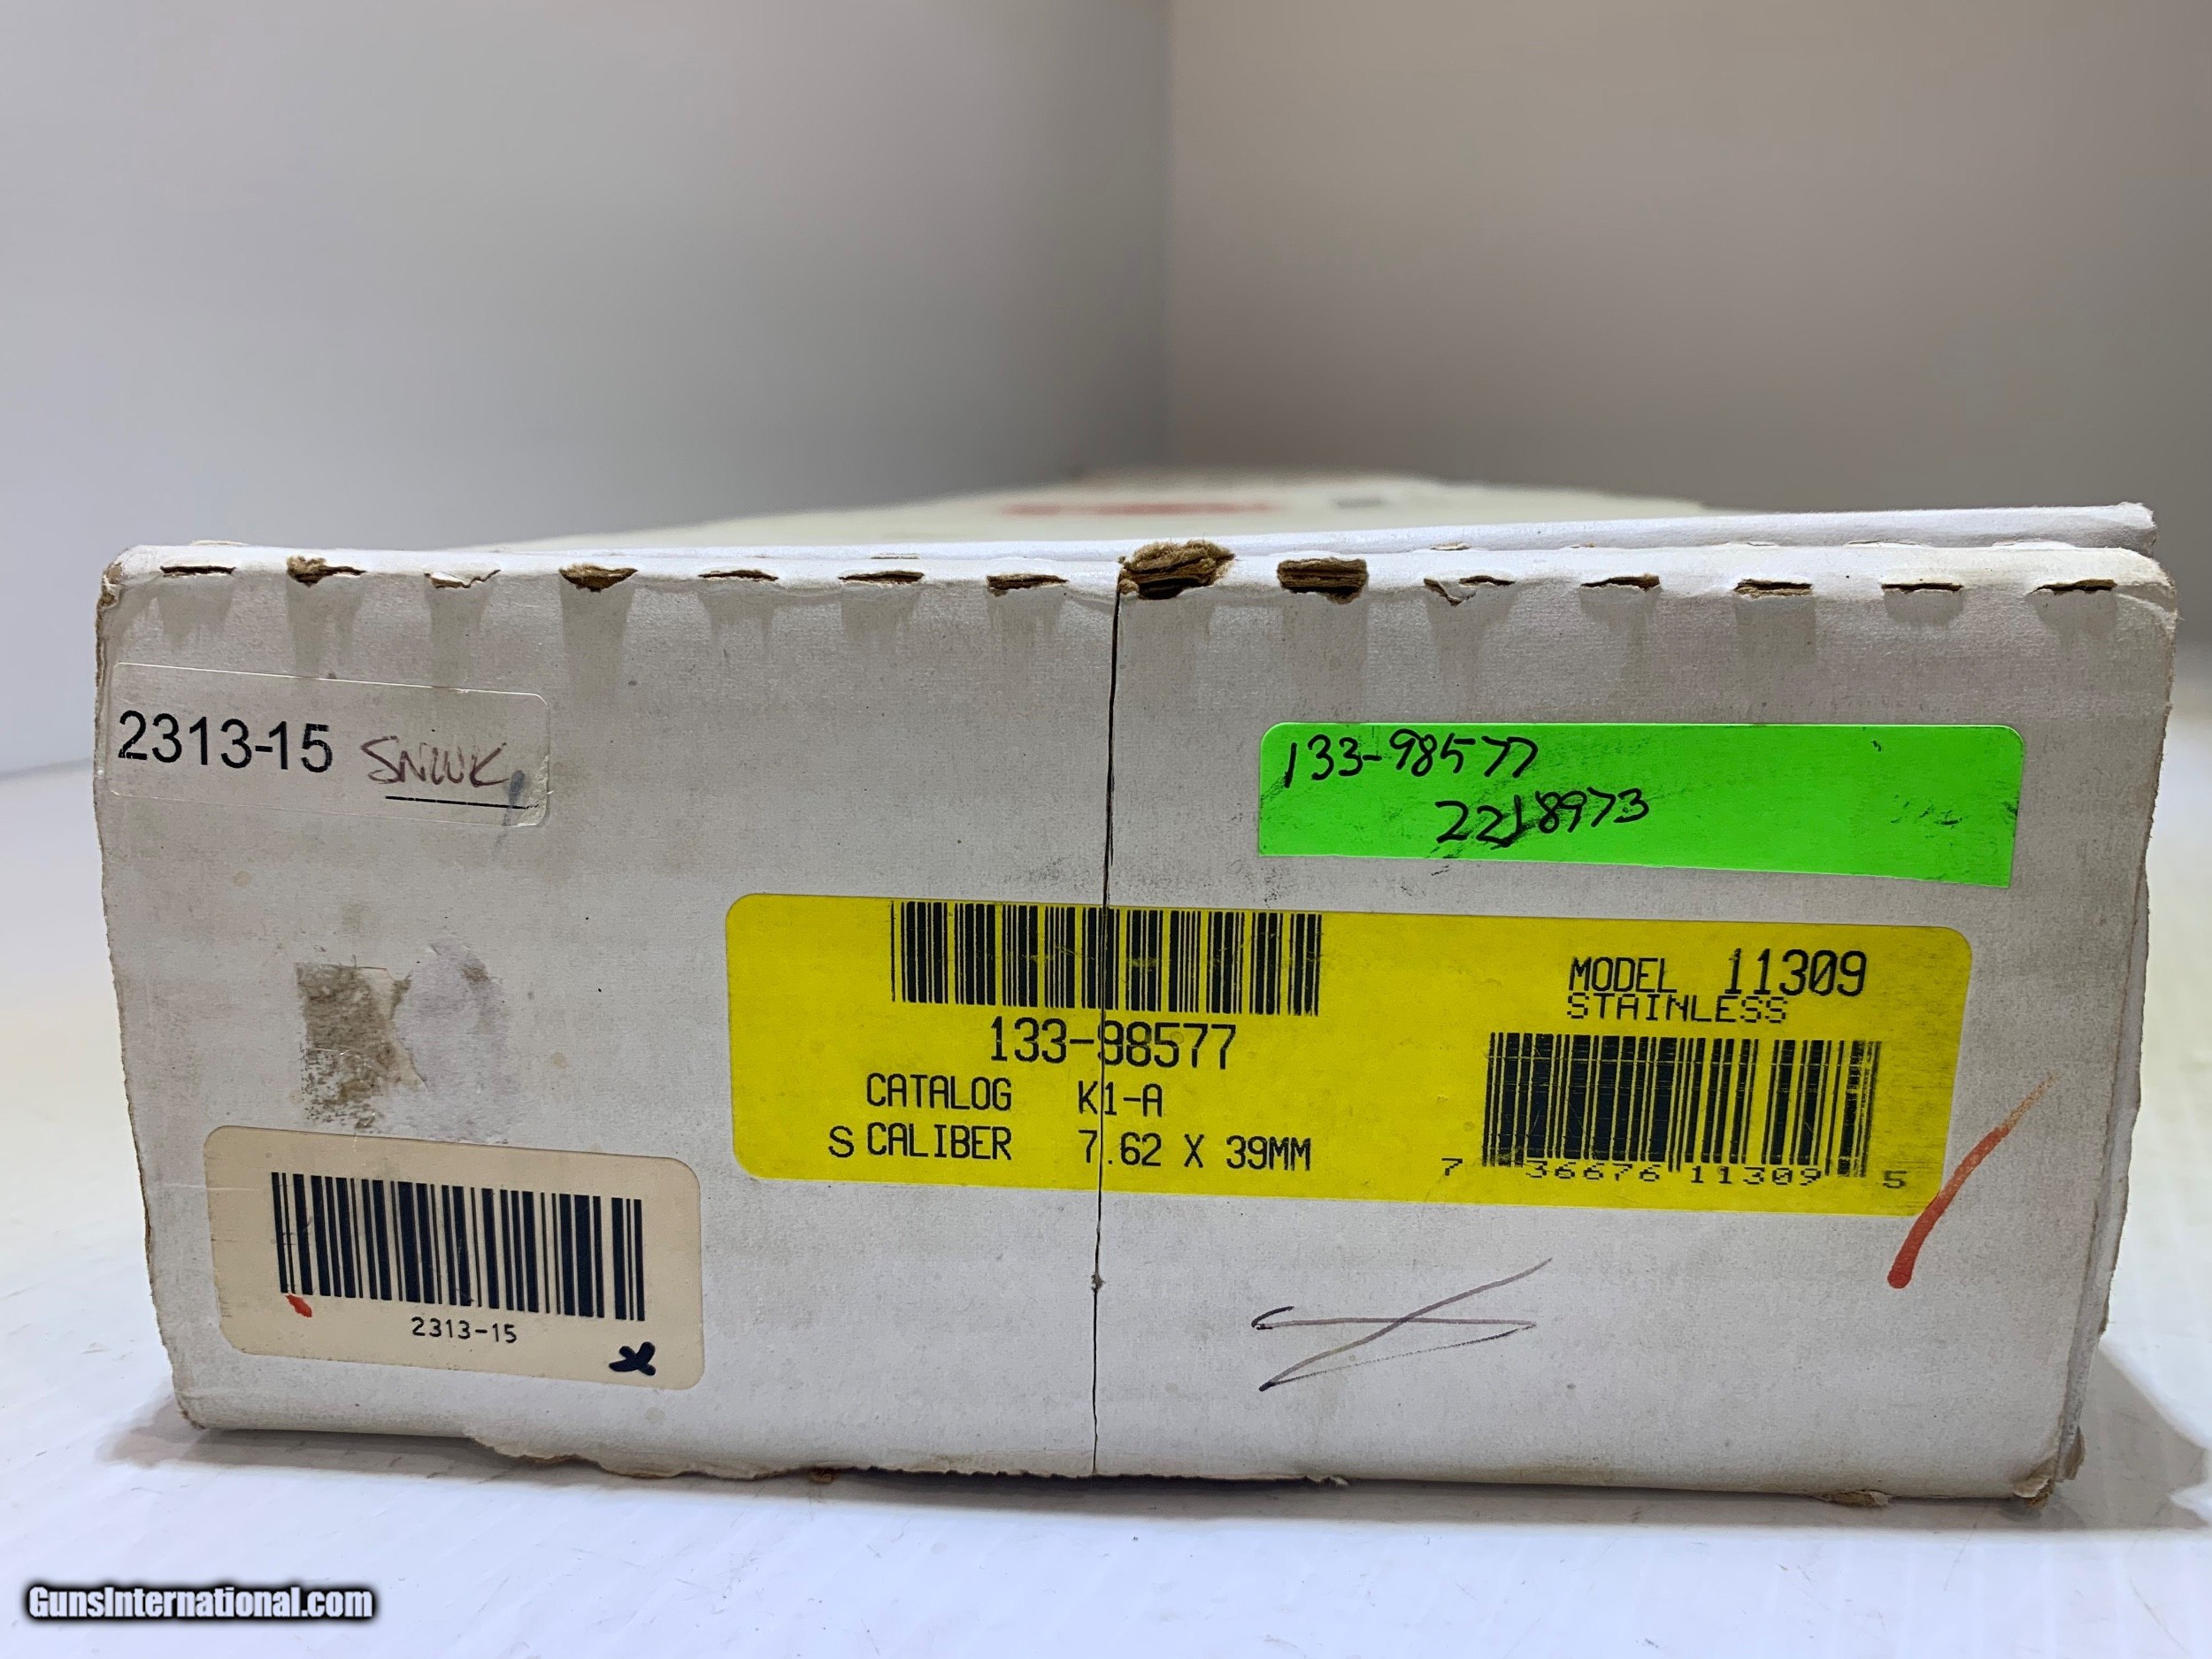 2313-15
133-98577
2218973
133-98577
CATALOG K1-A
S CALIBER 7.62 X 39MM
MODEL 11309
STAINLESS
7 36676 11309 5
2313-15
GunsInternational.com